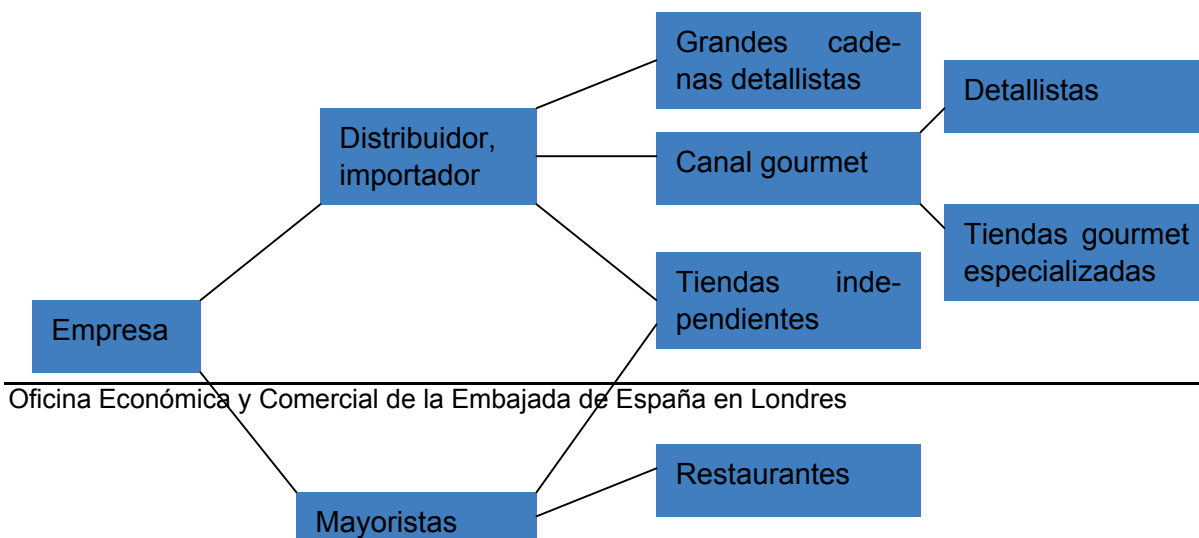 Grandes cade-
nas detallistas
Detallistas
Distribuidor,
importador
Canal gourmet
Tiendas gourmet
especializadas
Tiendas inde-
pendientes
Empresa
Oficina Económica y Comercial de la Embajada de España en Londres
Restaurantes
Mayoristas